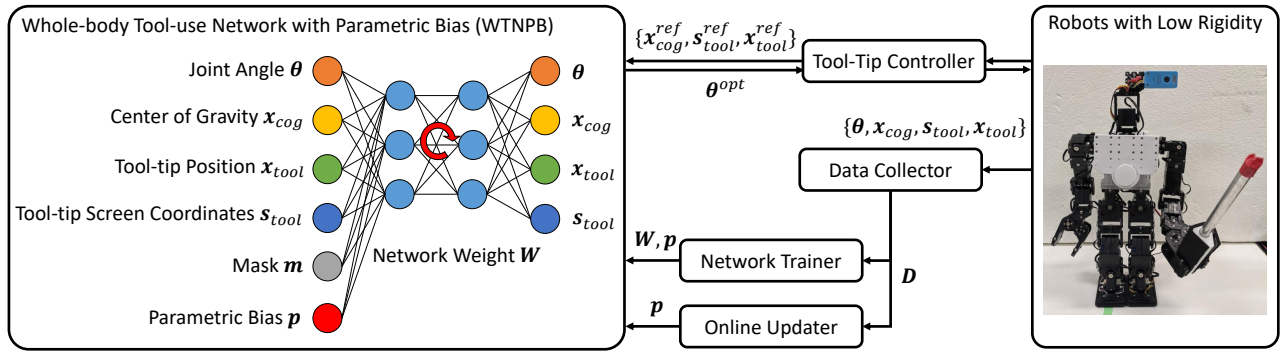 Whole-body Tool-use Network with Parametric Bias (WTNPB)
Joint Angle θ
Center of Gravity x_cog
Tool-tip Position x_tool
Tool-tip Screen Coordinates s_tool
Mask m
Parametric Bias p
θ
x_cog
x_tool
s_tool
Network Weight W
{x_cog^ref, s_tool^ref, x_tool^ref}
θ^opt
Tool-Tip Controller
{θ, x_cog, s_tool, x_tool}
Data Collector
W, p
Network Trainer
D
p
Online Updater
Robots with Low Rigidity